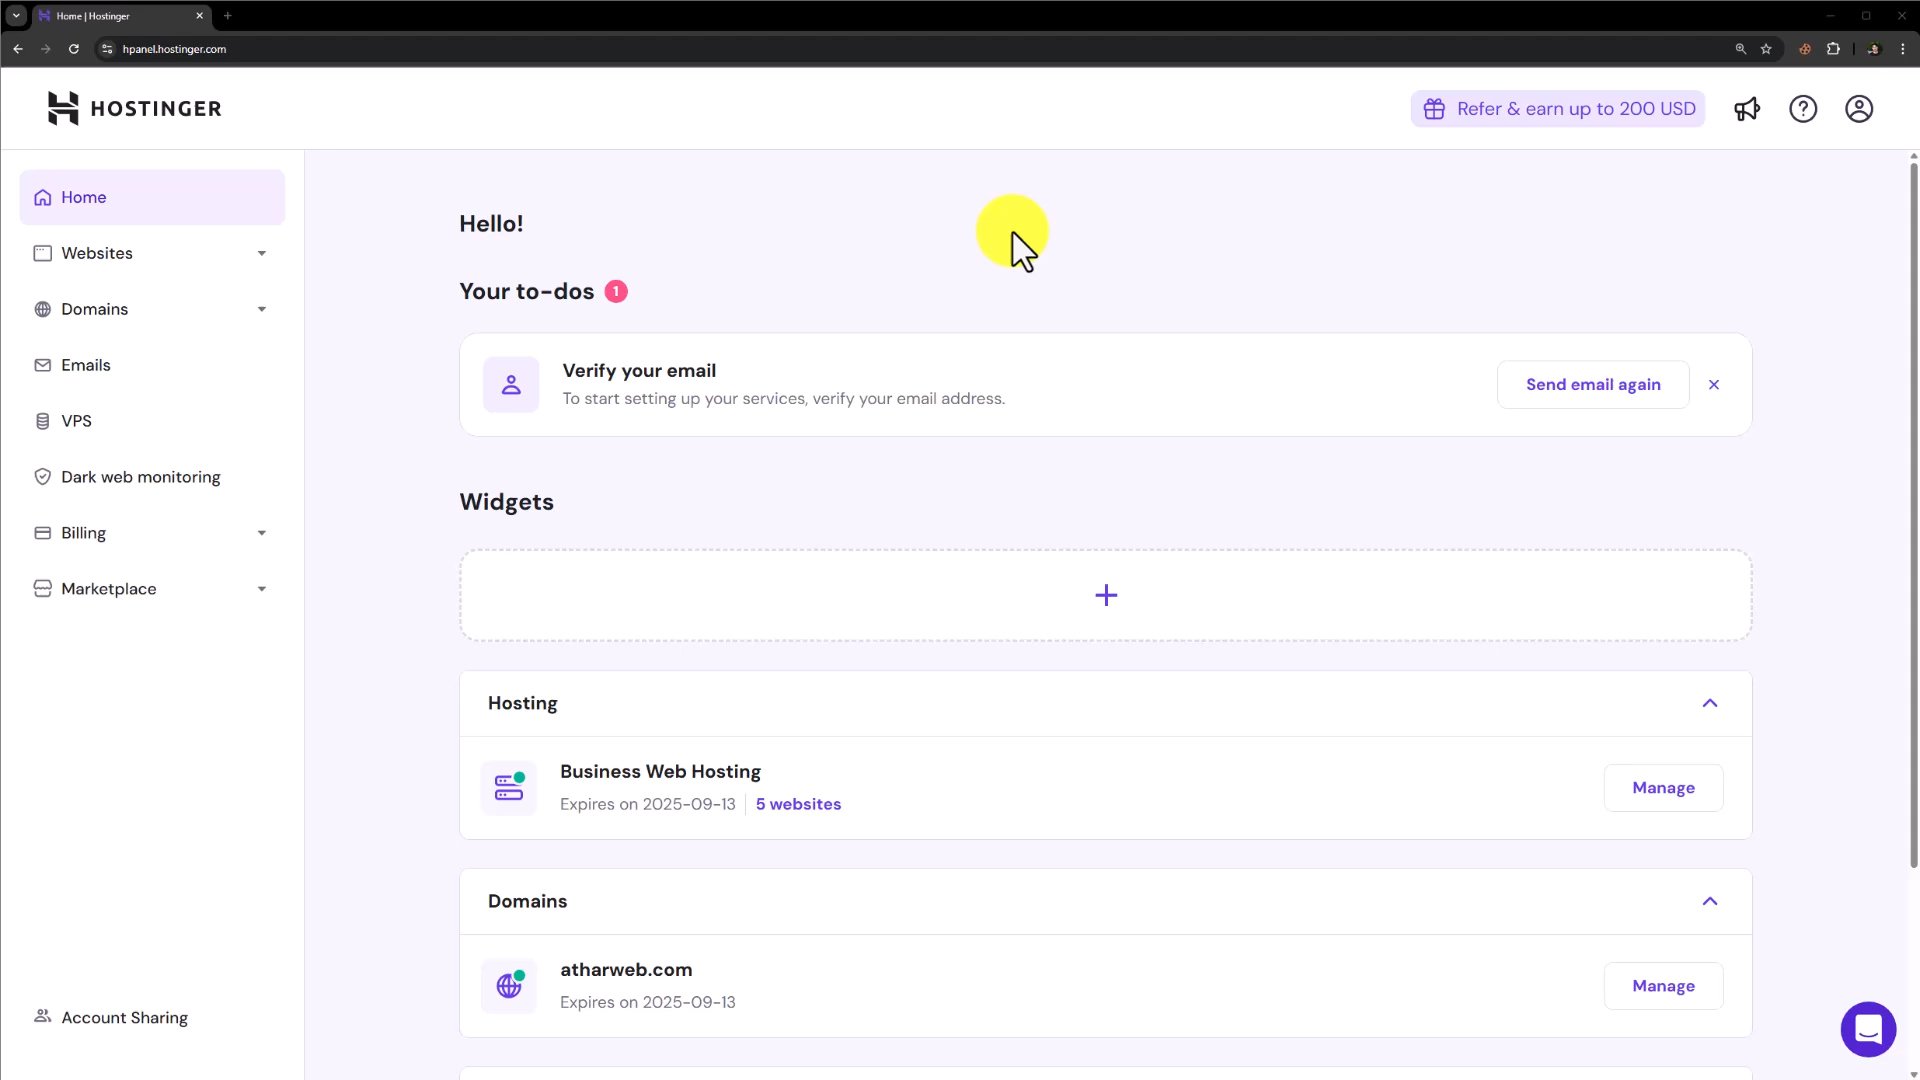 Home | Hostinger
hpanel.hostinger.com
HOSTINGER
Refer & earn up to 200 USD
Home
Websites
Domains
Emails
VPS
Dark web monitoring
Billing
Marketplace
Account Sharing
Hello!
Your to-dos 1
Verify your email
To start setting up your services, verify your email address.
Send email again
Widgets
Hosting
Business Web Hosting
Expires on 2025-09-13 5 websites
Manage
Domains
atharweb.com
Expires on 2025-09-13
Manage